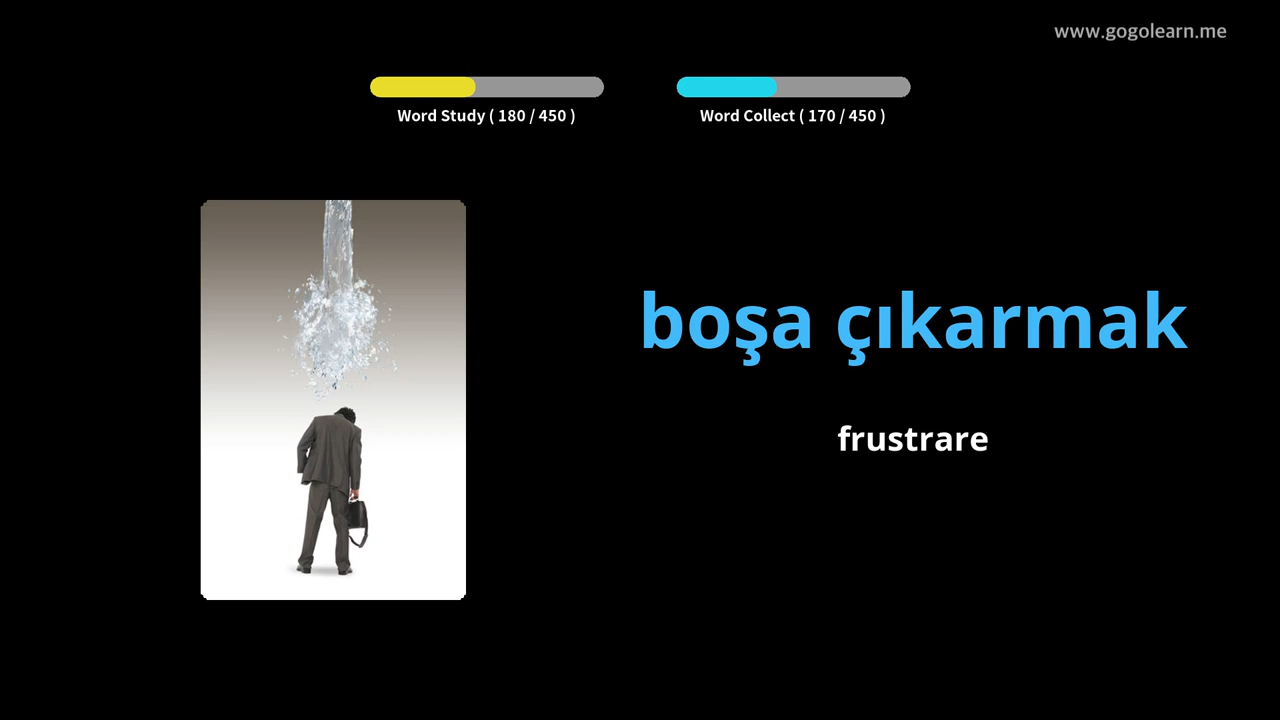 www.gogolearn.me
Word Study ( 180 / 450 )
Word Collect ( 170 / 450 )
boşa çıkarmak
frustrare